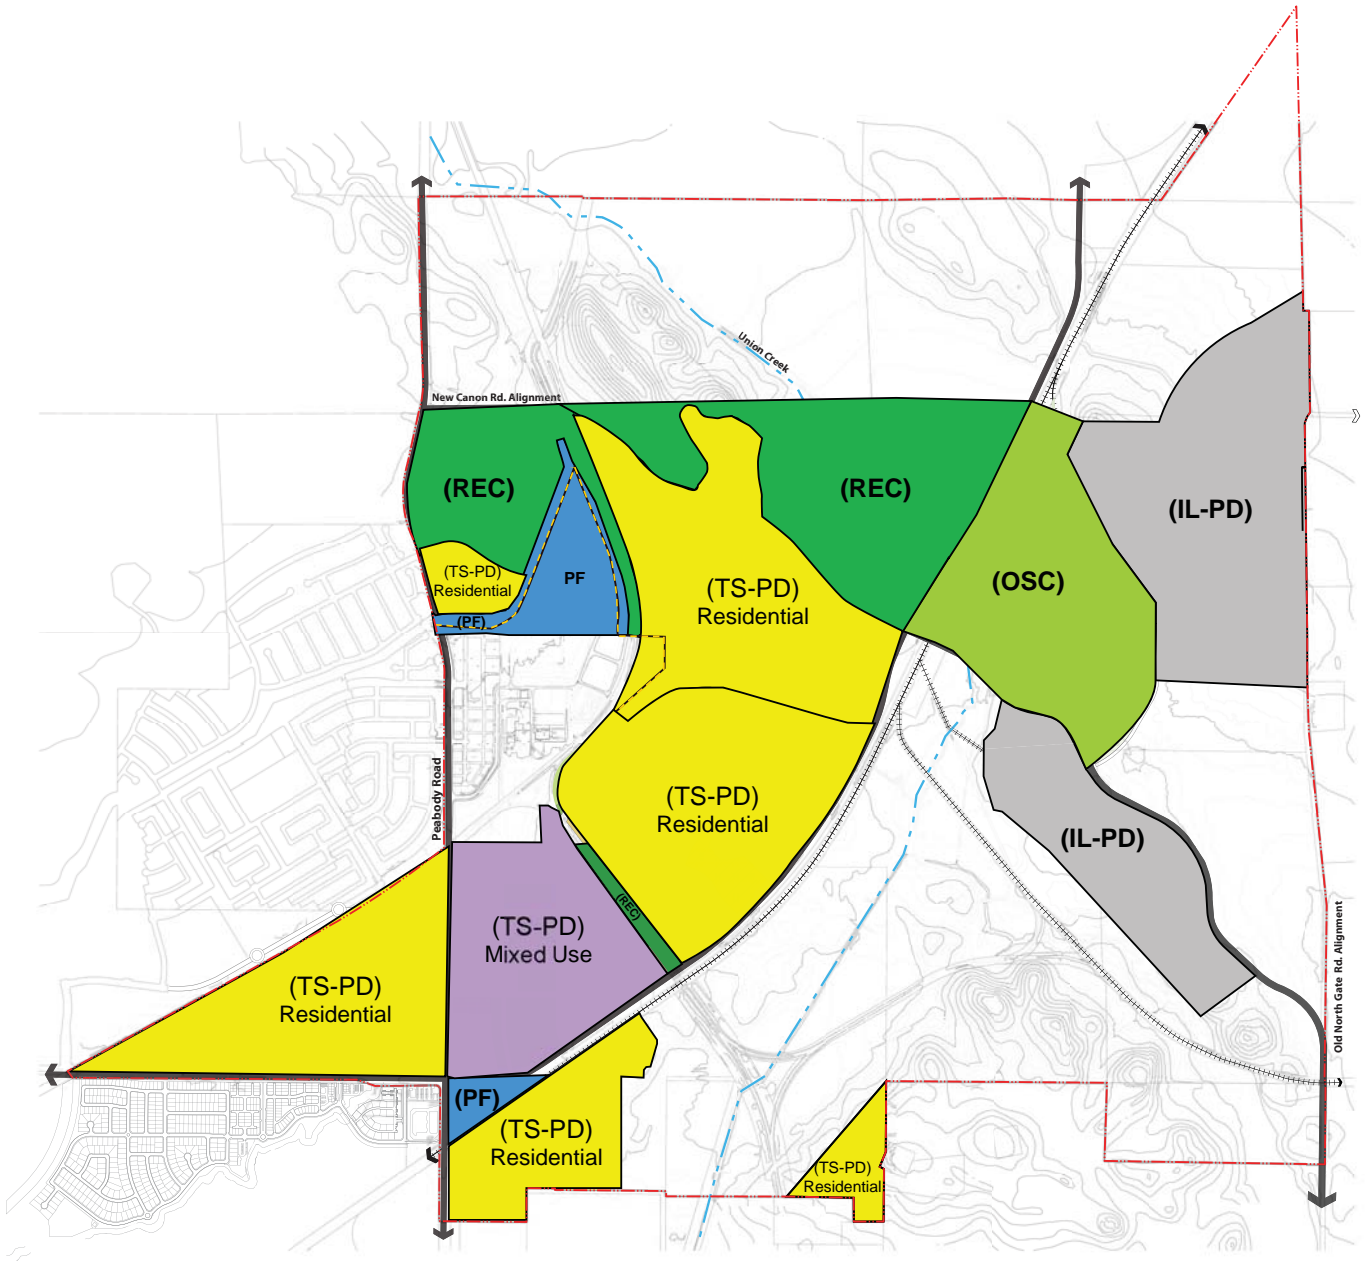 Union Creek
New Canon Rd. Alignment
(REC)
(REC)
(IL-PD)
(TS-PD)
Residential
PF
(PF)
(TS-PD)
Residential
(OSC)
Peabody Road
(TS-PD)
Residential
(IL-PD)
(REC)
(TS-PD)
Mixed Use
(TS-PD)
Residential
Old North Gate Rd. Alignment
(PF)
(TS-PD)
Residential
(TS-PD)
Residential